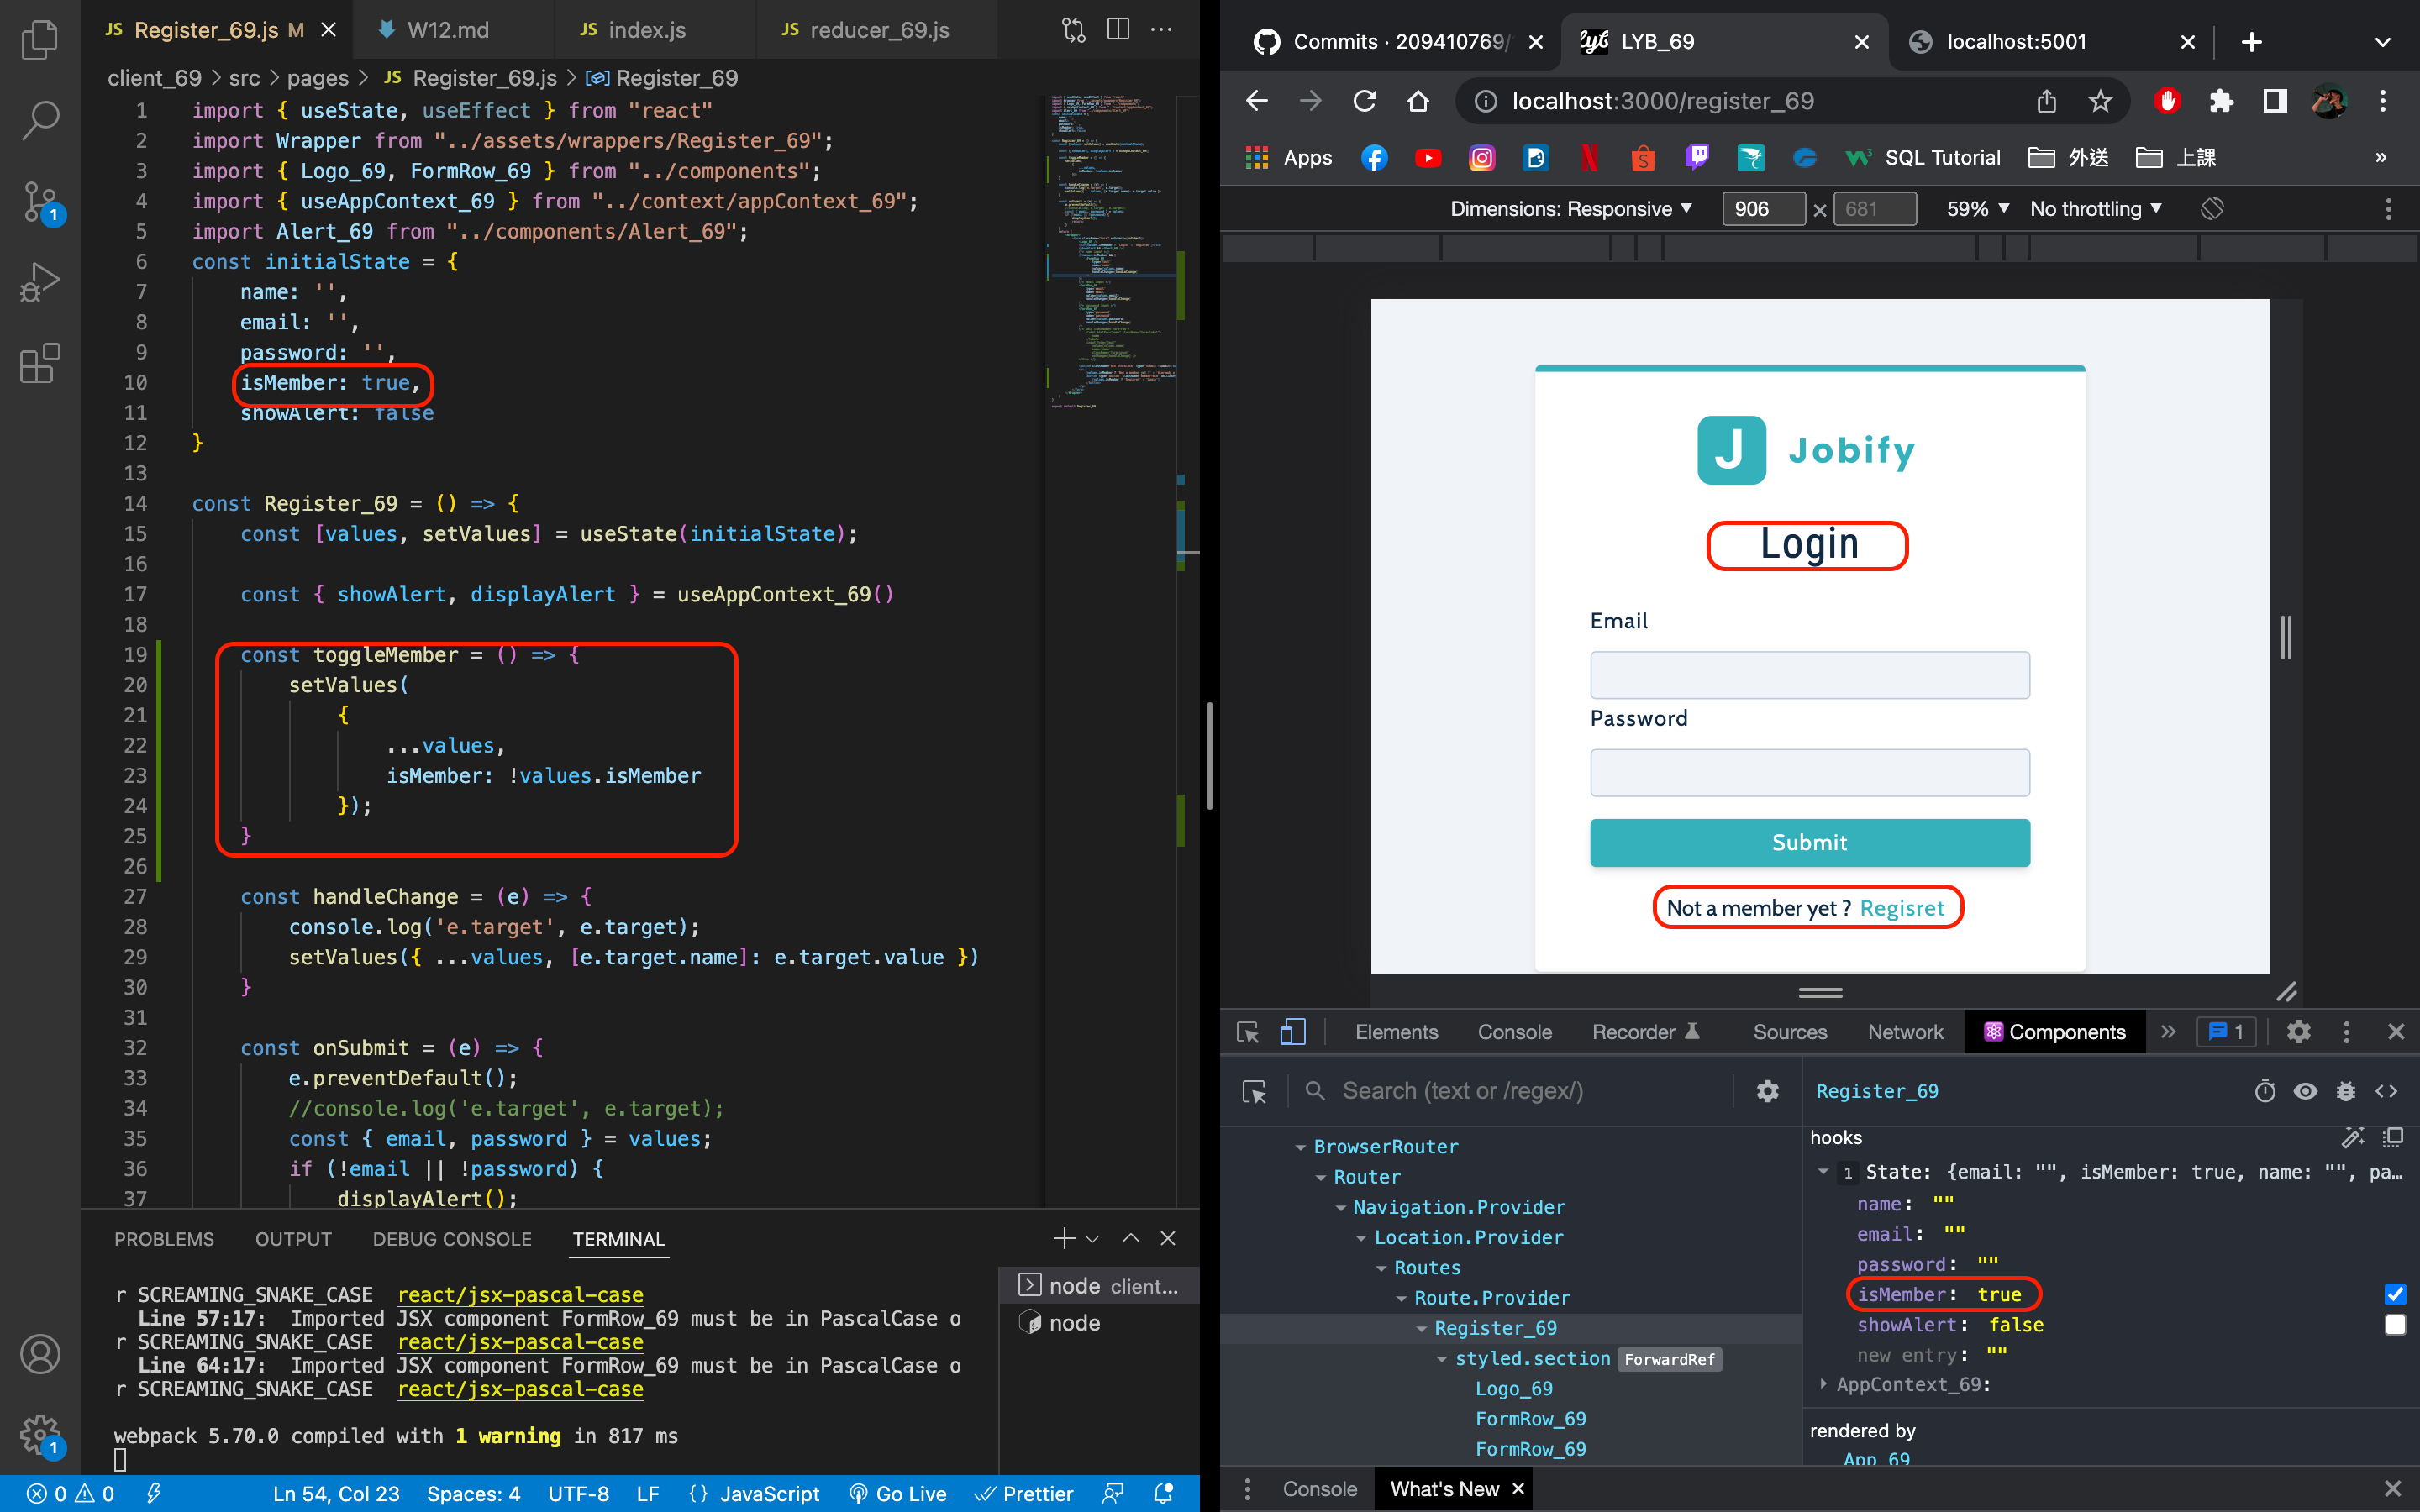 JS Register_69.js M
W12.md
JS index.js
JS reducer_69.js
client_69 > src > pages > JS Register_69.js > Register_69
1 import { useState, useEffect } from "react"
2 import Wrapper from "../assets/wrappers/Register_69";
3 import { Logo_69, FormRow_69 } from "../components";
4 import { useAppContext_69 } from "../context/appContext_69";
5 import Alert_69 from "../components/Alert_69";
6 const initialState = {
7 name: '',
8 email: '',
9 password: '',
10 isMember: true,
11 showAlert: false
12 }
13
14 const Register_69 = () => {
15 const [values, setValues] = useState(initialState);
16
17 const { showAlert, displayAlert } = useAppContext_69()
18
19 const toggleMember = () => {
20 setValues(
21 {
22 ...values,
23 isMember: !values.isMember
24 });
25 }
26
27 const handleChange = (e) => {
28 console.log('e.target', e.target);
29 setValues({ ...values, [e.target.name]: e.target.value })
30 }
31
32 const onSubmit = (e) => {
33 e.preventDefault();
34 //console.log('e.target', e.target);
35 const { email, password } = values;
36 if (!email || !password) {
37 displayAlert();
PROBLEMS OUTPUT DEBUG CONSOLE TERMINAL
r SCREAMING_SNAKE_CASE react/jsx-pascal-case
Line 57:17: Imported JSX component FormRow_69 must be in PascalCase o
r SCREAMING_SNAKE_CASE react/jsx-pascal-case
Line 64:17: Imported JSX component FormRow_69 must be in PascalCase o
r SCREAMING_SNAKE_CASE react/jsx-pascal-case
webpack 5.70.0 compiled with 1 warning in 817 ms
node client...
node
1
1
0 0 Ln 54, Col 23 Spaces: 4 UTF-8 LF {} JavaScript Go Live Prettier
Commits · 209410769/
LYB_69
localhost:5001
localhost:3000/register_69
Apps
SQL Tutorial
外送
上課
»
Dimensions: Responsive 906 × 681 59% No throttling
J Jobify
Login
Email
Password
Submit
Not a member yet ? Regisret
Elements Console Recorder Sources Network Components » 1
Search (text or /regex/)
BrowserRouter
Router
Navigation.Provider
Location.Provider
Routes
Route.Provider
Register_69
styled.section ForwardRef
Logo_69
FormRow_69
FormRow_69
Register_69
hooks
1 State: {email: "", isMember: true, name: "", pa…
name: ""
email: ""
password: ""
isMember: true
showAlert: false
new entry: ""
AppContext_69:
rendered by
App_69
Console What's New